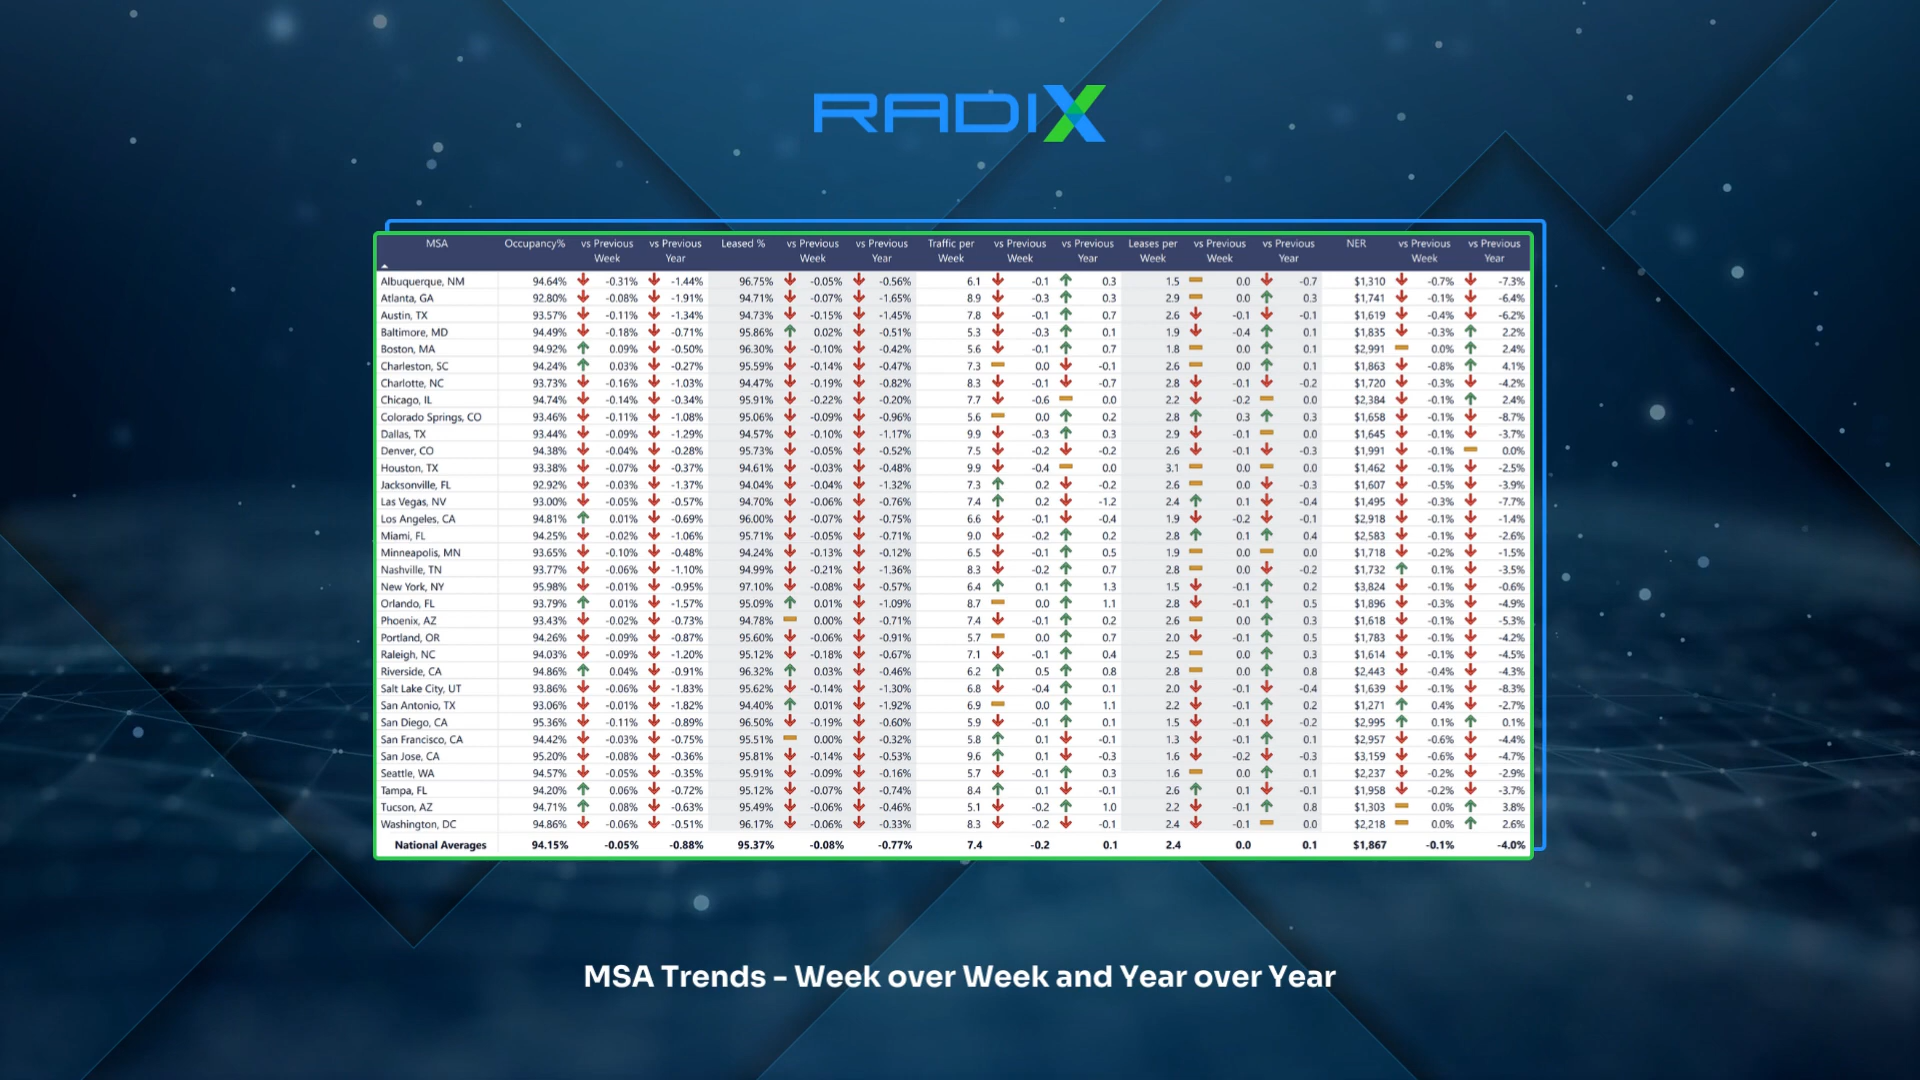 RADIX
MSA Occupancy% vs Previous Week vs Previous Year Leased % vs Previous Week vs Previous Year Traffic per Week vs Previous Week vs Previous Year Leases per Week vs Previous Week vs Previous Year NER vs Previous Week vs Previous Year
Albuquerque, NM 94.64% -0.31% -1.44% 96.75% -0.05% -0.56% 6.1 -0.1 0.3 1.5 0.0 -0.7 $1,310 -0.7% -7.3%
Atlanta, GA 92.80% -0.08% -1.91% 94.71% -0.07% -1.65% 8.9 -0.3 0.3 2.9 0.0 0.3 $1,741 -0.1% -6.4%
Austin, TX 93.57% -0.11% -1.34% 94.73% -0.15% -1.45% 7.8 -0.1 0.7 2.6 -0.1 -0.1 $1,619 -0.4% -6.2%
Baltimore, MD 94.49% -0.18% -0.71% 95.86% 0.02% -0.51% 5.3 -0.3 0.1 1.9 -0.4 0.1 $1,835 -0.3% 2.2%
Boston, MA 94.92% 0.09% -0.50% 96.30% -0.10% -0.42% 5.6 -0.1 0.7 1.8 0.0 0.1 $2,991 0.0% 2.4%
Charleston, SC 94.24% 0.03% -0.27% 95.59% -0.14% -0.47% 7.3 0.0 -0.1 2.6 0.0 0.1 $1,863 -0.8% 4.1%
Charlotte, NC 93.73% -0.16% -1.03% 94.47% -0.19% -0.82% 8.3 -0.1 -0.7 2.8 -0.1 -0.2 $1,720 -0.3% -4.2%
Chicago, IL 94.74% -0.14% -0.34% 95.91% -0.22% -0.20% 7.7 -0.6 0.0 2.2 -0.2 0.0 $2,384 -0.1% 2.4%
Colorado Springs, CO 93.46% -0.11% -1.08% 95.06% -0.09% -0.96% 5.6 0.0 0.2 2.8 0.3 0.3 $1,658 -0.1% -8.7%
Dallas, TX 93.44% -0.09% -1.29% 94.57% -0.10% -1.17% 9.9 -0.3 0.3 2.9 -0.1 0.0 $1,645 -0.1% -3.7%
Denver, CO 94.38% -0.04% -0.28% 95.73% -0.05% -0.52% 7.5 -0.2 -0.2 2.6 -0.1 -0.3 $1,991 -0.1% 0.0%
Houston, TX 93.38% -0.07% -0.37% 94.61% -0.03% -0.48% 9.9 -0.4 0.0 3.1 0.0 0.0 $1,462 -0.1% -2.5%
Jacksonville, FL 92.92% -0.03% -1.37% 94.04% -0.04% -1.32% 7.3 0.2 -0.2 2.6 0.0 -0.3 $1,607 -0.5% -3.9%
Las Vegas, NV 93.00% -0.05% -0.57% 94.70% -0.06% -0.76% 7.4 0.2 -1.2 2.4 0.1 -0.4 $1,495 -0.3% -7.7%
Los Angeles, CA 94.81% 0.01% -0.69% 96.00% -0.07% -0.75% 6.6 -0.1 -0.4 1.9 -0.2 -0.1 $2,918 -0.1% -1.4%
Miami, FL 94.25% -0.02% -1.06% 95.71% -0.05% -0.71% 9.0 -0.2 0.2 2.8 0.1 0.4 $2,583 -0.1% -2.6%
Minneapolis, MN 93.65% -0.10% -0.48% 94.24% -0.13% -0.12% 6.5 -0.1 0.5 1.9 0.0 0.0 $1,718 -0.2% -1.5%
Nashville, TN 93.77% -0.06% -1.10% 94.99% -0.21% -1.36% 8.3 -0.2 0.7 2.8 0.0 -0.2 $1,732 0.1% -3.5%
New York, NY 95.98% -0.01% -0.95% 97.10% -0.08% -0.57% 6.4 0.1 1.3 1.5 -0.1 0.2 $3,824 -0.1% -0.6%
Orlando, FL 93.79% 0.01% -1.57% 95.09% 0.01% -1.09% 8.7 0.0 1.1 2.8 -0.1 0.5 $1,896 -0.3% -4.9%
Phoenix, AZ 93.43% -0.02% -0.73% 94.78% 0.00% -0.71% 7.4 -0.1 0.2 2.6 0.0 0.3 $1,618 -0.1% -5.3%
Portland, OR 94.26% -0.09% -0.87% 95.60% -0.06% -0.91% 5.7 0.0 0.7 2.0 -0.1 0.5 $1,783 -0.1% -4.2%
Raleigh, NC 94.03% -0.09% -1.20% 95.12% -0.18% -0.67% 7.1 -0.1 0.4 2.5 0.0 0.3 $1,614 -0.1% -4.5%
Riverside, CA 94.86% 0.04% -0.91% 96.32% 0.03% -0.46% 6.2 0.5 0.8 2.8 0.0 0.8 $2,443 -0.4% -4.3%
Salt Lake City, UT 93.86% -0.06% -1.83% 95.62% -0.14% -1.30% 6.8 -0.4 0.1 2.0 -0.1 -0.4 $1,639 -0.1% -8.3%
San Antonio, TX 93.06% -0.01% -1.82% 94.40% 0.01% -1.92% 6.9 0.0 1.1 2.2 -0.1 0.2 $1,271 0.4% -2.7%
San Diego, CA 95.36% -0.11% -0.89% 96.50% -0.19% -0.60% 5.9 -0.1 0.1 1.5 -0.1 -0.2 $2,995 0.1% 0.1%
San Francisco, CA 94.42% -0.03% -0.75% 95.51% 0.00% -0.32% 5.8 0.1 -0.1 1.3 -0.1 0.1 $2,957 -0.6% -4.4%
San Jose, CA 95.20% -0.08% -0.36% 95.81% -0.14% -0.53% 9.6 0.1 -0.3 1.6 -0.2 -0.3 $3,159 -0.6% -4.7%
Seattle, WA 94.57% -0.05% -0.35% 95.91% -0.09% -0.16% 5.7 -0.1 0.3 1.6 0.0 0.1 $2,237 -0.2% -2.9%
Tampa, FL 94.20% 0.06% -0.72% 95.12% -0.07% -0.74% 8.4 0.1 -0.1 2.6 0.1 -0.1 $1,958 -0.2% -3.7%
Tucson, AZ 94.71% 0.08% -0.63% 95.49% -0.06% -0.46% 5.1 -0.2 1.0 2.2 -0.1 0.8 $1,303 0.0% 3.8%
Washington, DC 94.86% -0.06% -0.51% 96.17% -0.06% -0.33% 8.3 -0.2 -0.1 2.4 -0.1 0.0 $2,218 0.0% 2.6%
National Averages 94.15% -0.05% -0.88% 95.37% -0.08% -0.77% 7.4 -0.2 0.1 2.4 0.0 0.1 $1,867 -0.1% -4.0%
MSA Trends - Week over Week and Year over Year